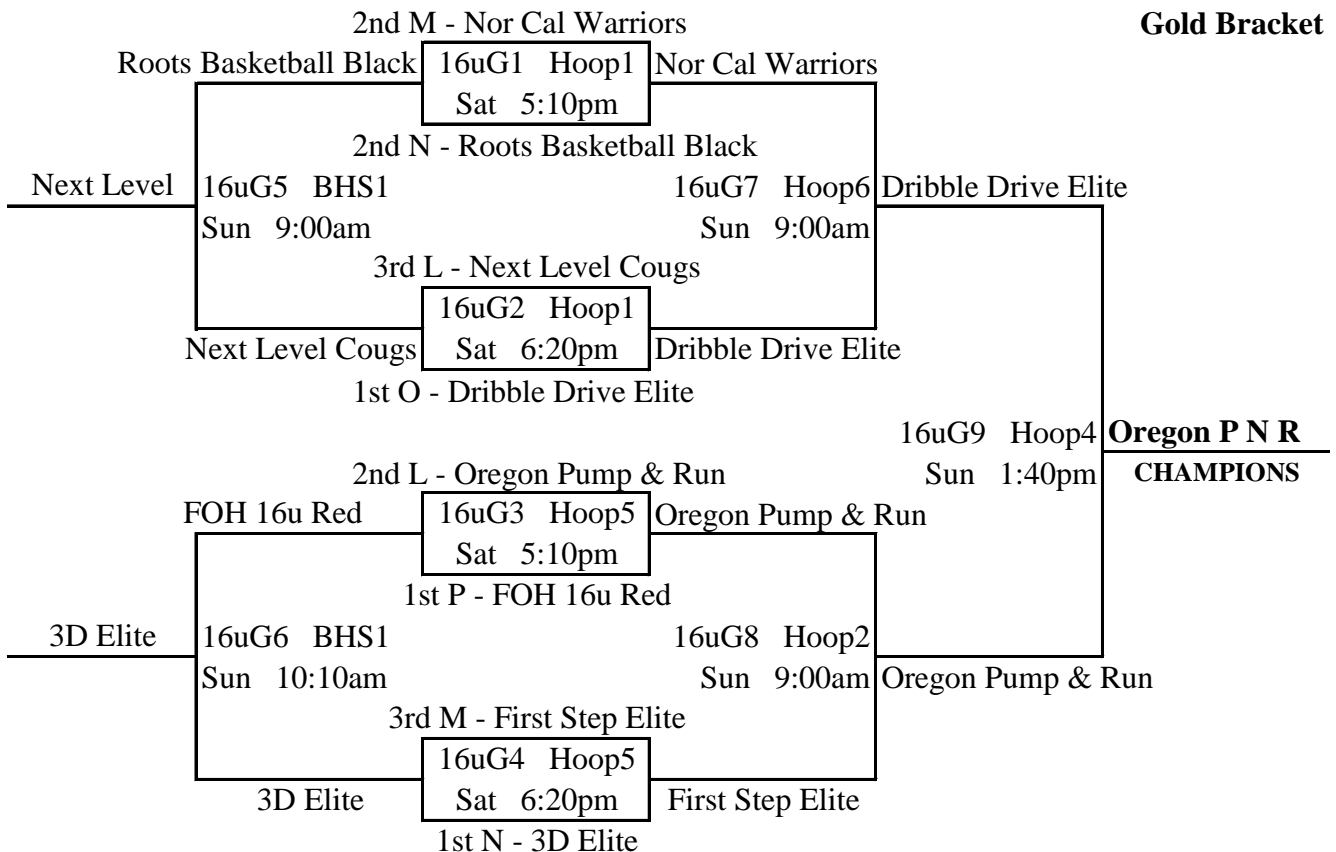 2nd M - Nor Cal Warriors
Gold Bracket
Roots Basketball Black 16uG1 Hoop1 Nor Cal Warriors
Sat 5:10pm
2nd N - Roots Basketball Black
Next Level 16uG5 BHS1 16uG7 Hoop6 Dribble Drive Elite
Sun 9:00am Sun 9:00am
3rd L - Next Level Cougs
16uG2 Hoop1
Next Level Cougs Sat 6:20pm Dribble Drive Elite
1st O - Dribble Drive Elite
16uG9 Hoop4 Oregon P N R
2nd L - Oregon Pump & Run Sun 1:40pm CHAMPIONS
FOH 16u Red 16uG3 Hoop5 Oregon Pump & Run
Sat 5:10pm
1st P - FOH 16u Red
3D Elite 16uG6 BHS1 16uG8 Hoop2
Sun 10:10am Sun 9:00am Oregon Pump & Run
3rd M - First Step Elite
16uG4 Hoop5
3D Elite Sat 6:20pm First Step Elite
1st N - 3D Elite